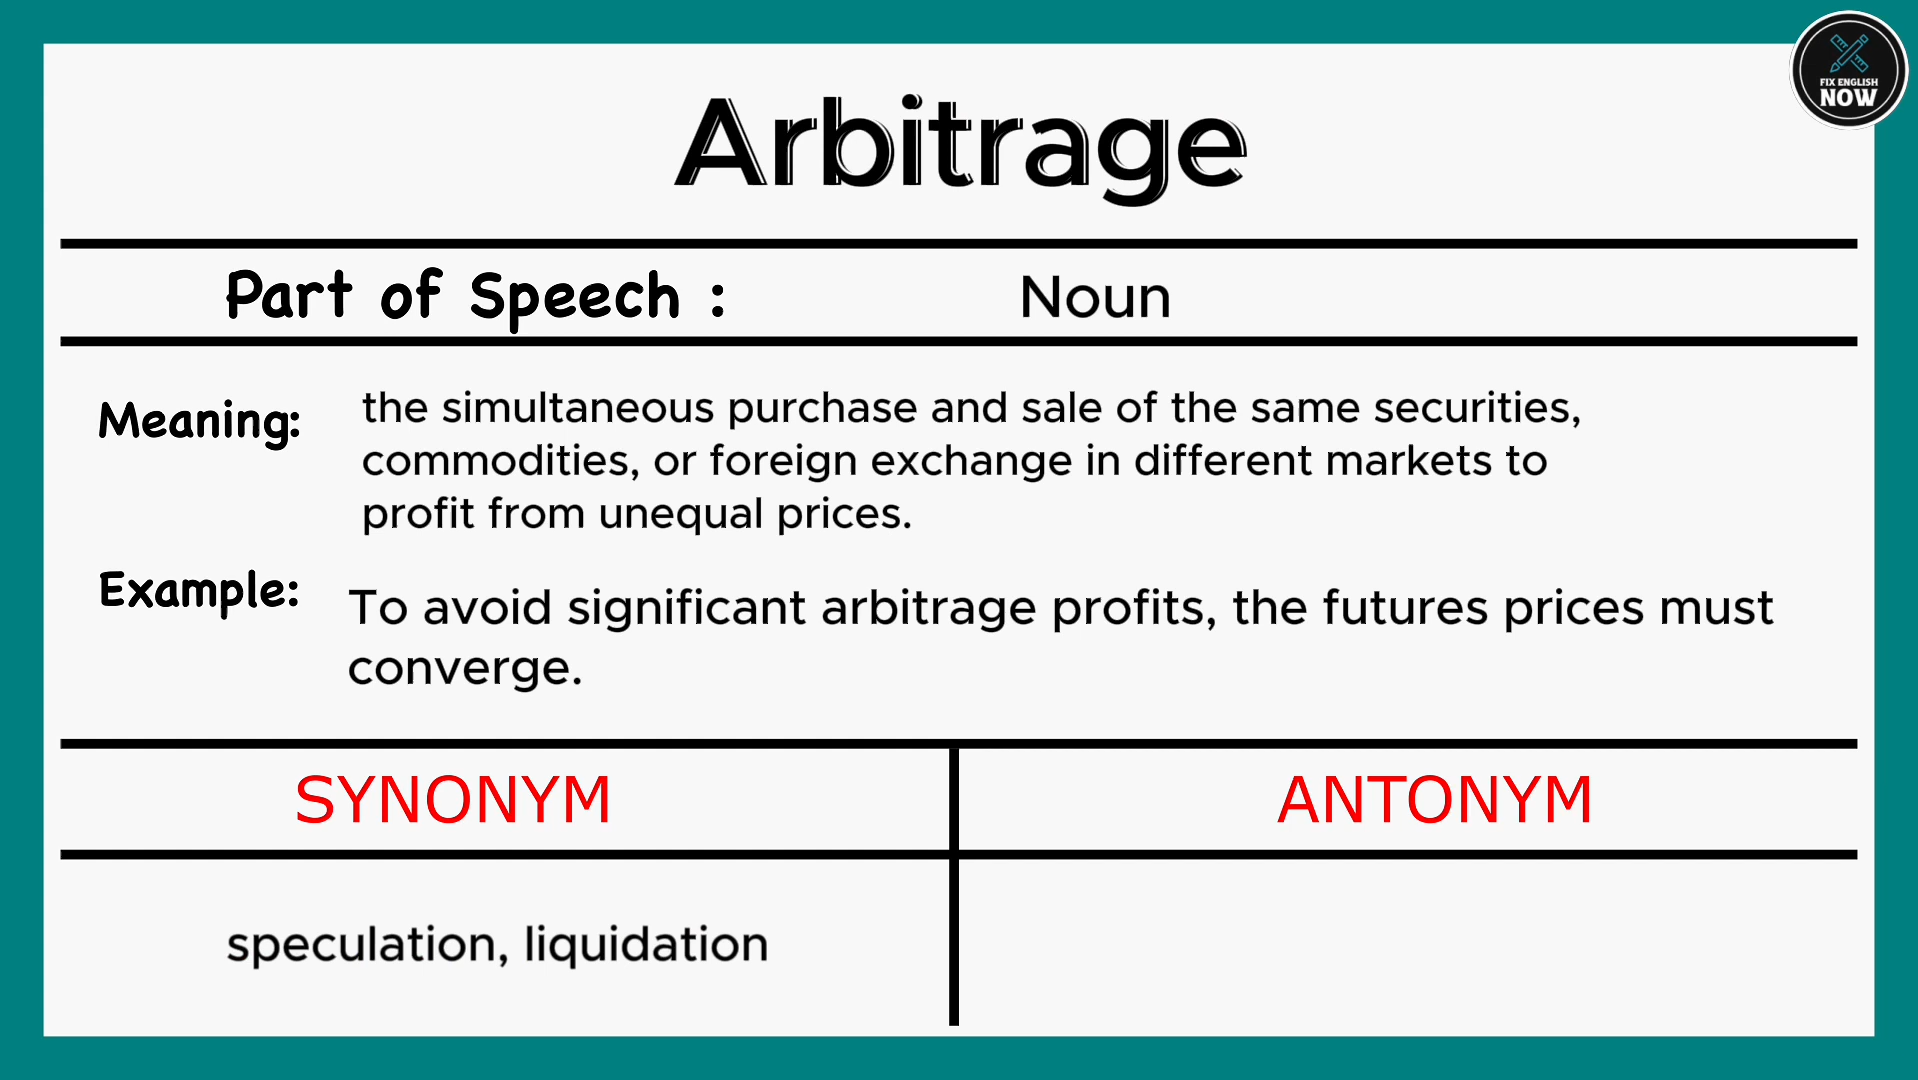 FIX ENGLISH
NOW
Arbitrage
Part of Speech : Noun
Meaning: the simultaneous purchase and sale of the same securities,
commodities, or foreign exchange in different markets to
profit from unequal prices.
Example: To avoid significant arbitrage profits, the futures prices must
converge.
SYNONYM ANTONYM
speculation, liquidation